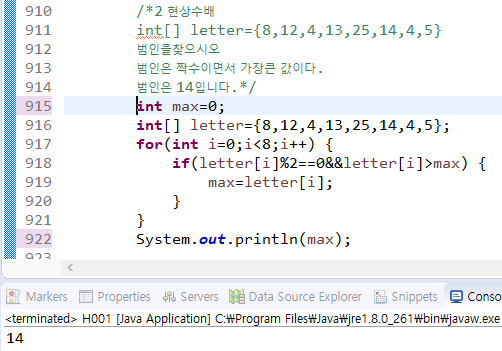 910 /*2 현상수배
911 int[] letter={8,12,4,13,25,14,4,5}
912 범인을찾으시오
913 범인은 짝수이면서 가장큰 값이다.
914 범인은 14입니다.*/
915 int max=0;
916 int[] letter={8,12,4,13,25,14,4,5};
917 for(int i=0;i<8;i++) {
918 if(letter[i]%2==0&&letter[i]>max) {
919 max=letter[i];
920 }
921 }
922 System.out.println(max);
923
Markers Properties Servers Data Source Explorer Snippets Conso
<terminated> H001 [Java Application] C:₩Program Files₩Java₩jre1.8.0_261₩bin₩javaw.exe
14